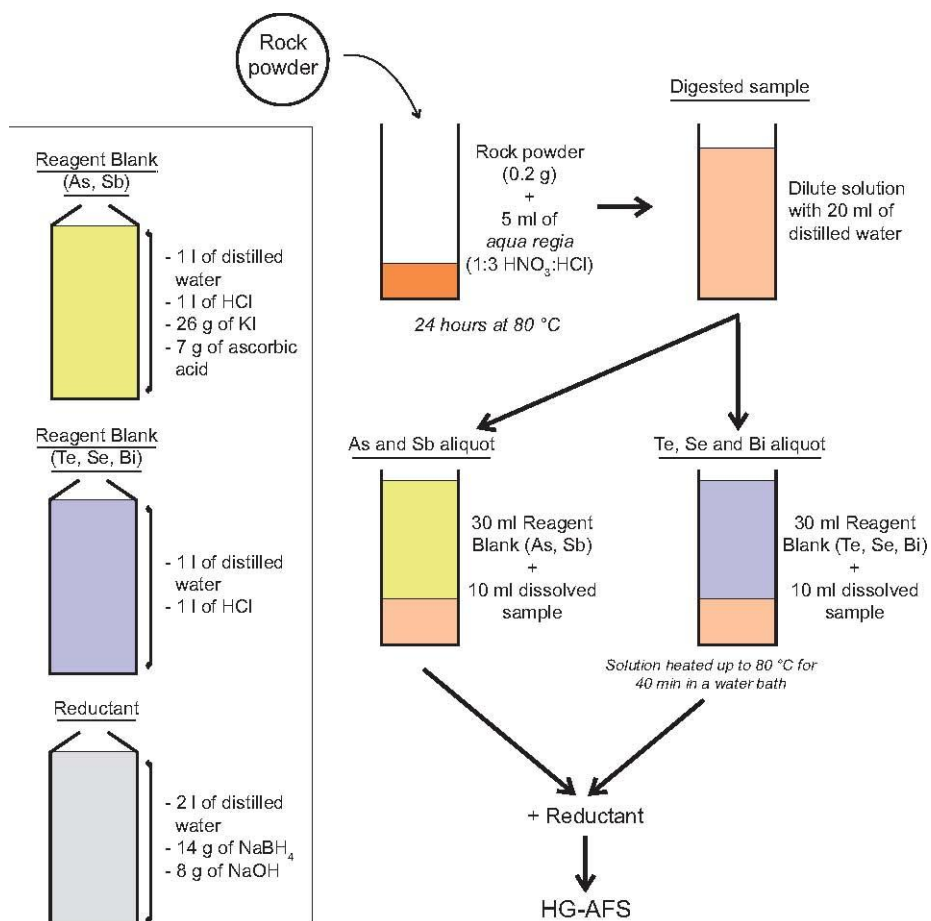 Rock
powder
Reagent Blank
(As, Sb)
- 1 l of distilled
water
- 1 l of HCl
- 26 g of KI
- 7 g of ascorbic
acid
Reagent Blank
(Te, Se, Bi)
- 1 l of distilled
water
- 1 l of HCl
Reductant
- 2 l of distilled
water
- 14 g of NaBH₄
- 8 g of NaOH
Rock powder
(0.2 g)
+
5 ml of
aqua regia
(1:3 HNO₃:HCl)
24 hours at 80 °C
Digested sample
Dilute solution
with 20 ml of
distilled water
As and Sb aliquot
30 ml Reagent
Blank (As, Sb)
+
10 ml dissolved
sample
Te, Se and Bi aliquot
30 ml Reagent
Blank (Te, Se, Bi)
+
10 ml dissolved
sample
Solution heated up to 80 °C for
40 min in a water bath
+ Reductant
HG-AFS